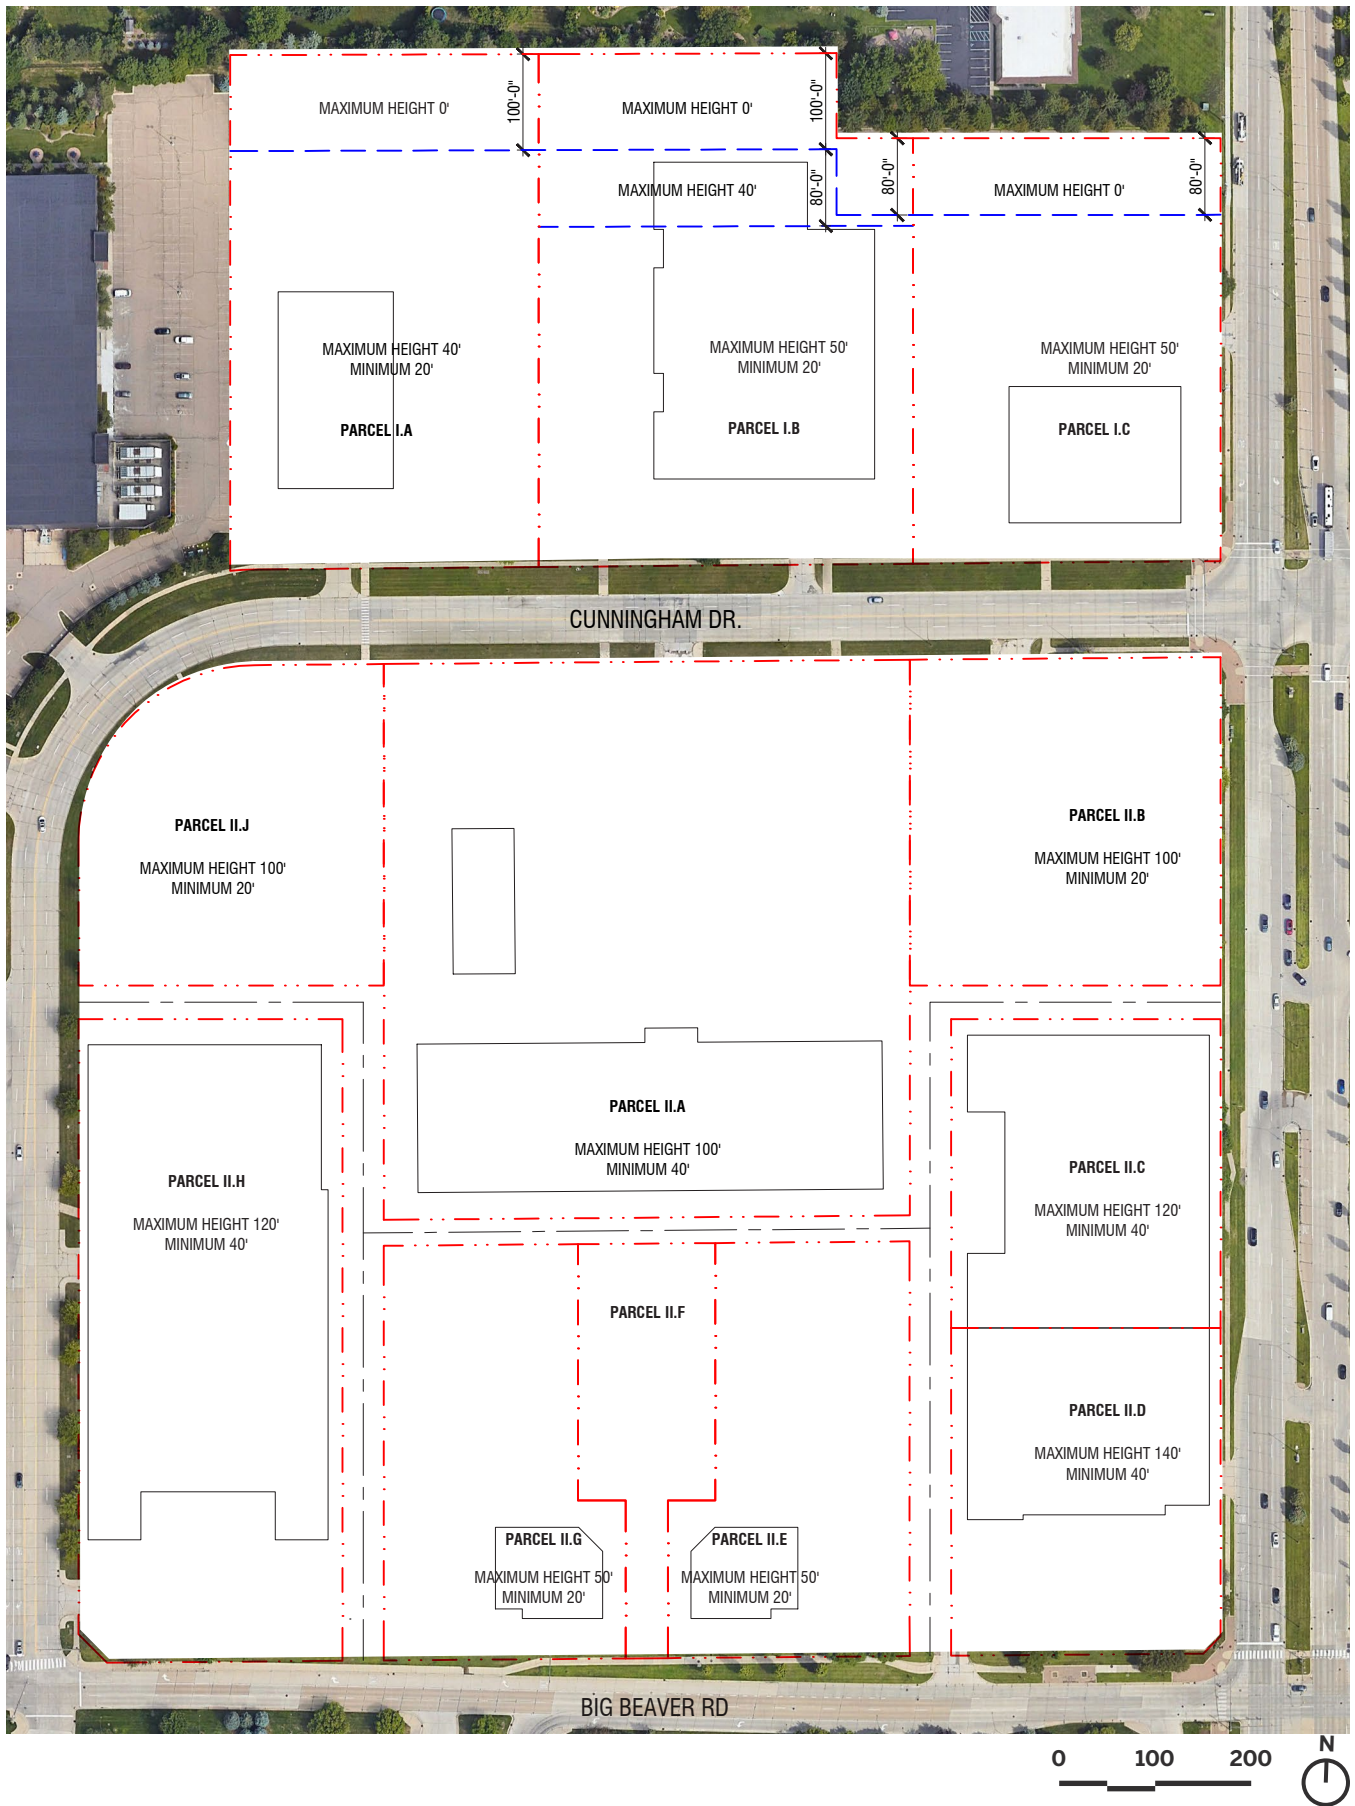 MAXIMUM HEIGHT 0'
100'-0"
MAXIMUM HEIGHT 0'
100'-0"
MAXIMUM HEIGHT 40'
80'-0"
80'-0"
MAXIMUM HEIGHT 0'
80'-0"
MAXIMUM HEIGHT 40'
MINIMUM 20'
PARCEL I.A
MAXIMUM HEIGHT 50'
MINIMUM 20'
PARCEL I.B
MAXIMUM HEIGHT 50'
MINIMUM 20'
PARCEL I.C
CUNNINGHAM DR.
PARCEL II.J
MAXIMUM HEIGHT 100'
MINIMUM 20'
PARCEL II.B
MAXIMUM HEIGHT 100'
MINIMUM 20'
PARCEL II.A
MAXIMUM HEIGHT 100'
MINIMUM 40'
PARCEL II.H
MAXIMUM HEIGHT 120'
MINIMUM 40'
PARCEL II.C
MAXIMUM HEIGHT 120'
MINIMUM 40'
PARCEL II.F
PARCEL II.D
MAXIMUM HEIGHT 140'
MINIMUM 40'
PARCEL II.G
MAXIMUM HEIGHT 50'
MINIMUM 20'
PARCEL II.E
MAXIMUM HEIGHT 50'
MINIMUM 20'
BIG BEAVER RD
0 100 200
N